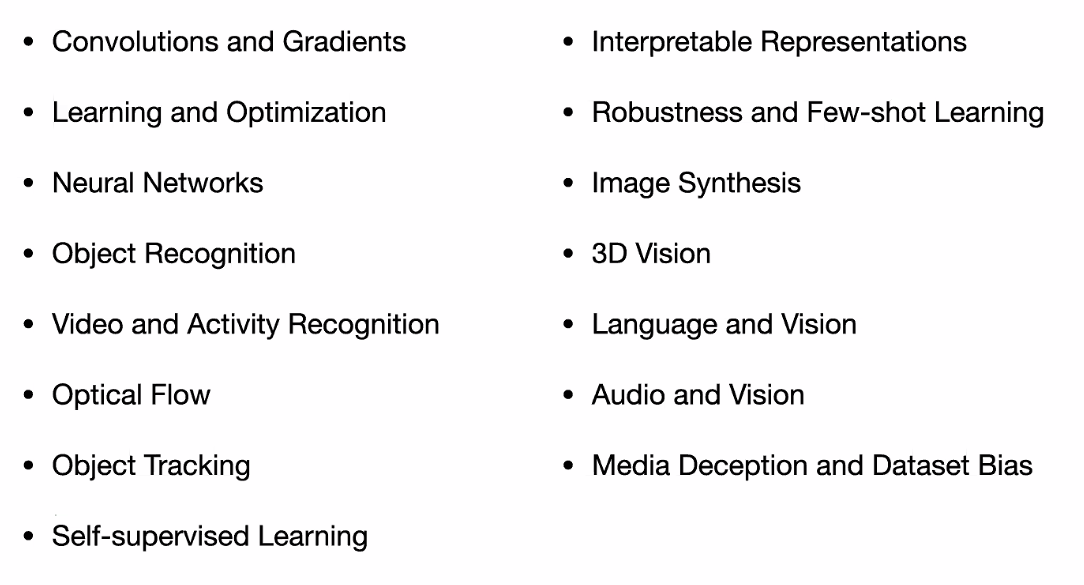 • Convolutions and Gradients
• Learning and Optimization
• Neural Networks
• Object Recognition
• Video and Activity Recognition
• Optical Flow
• Object Tracking
• Self-supervised Learning
• Interpretable Representations
• Robustness and Few-shot Learning
• Image Synthesis
• 3D Vision
• Language and Vision
• Audio and Vision
• Media Deception and Dataset Bias